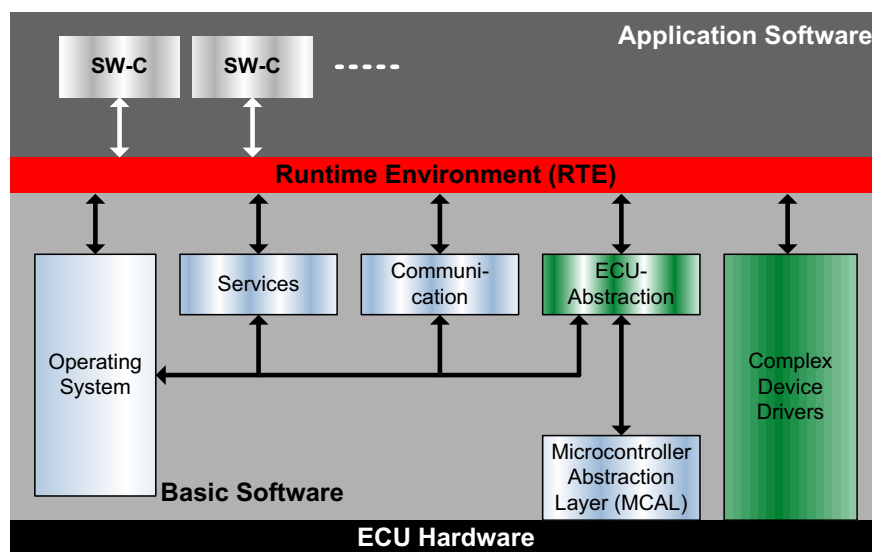 Application Software
SW-C
SW-C
Runtime Environment (RTE)
Operating
System
Services
Communi-
cation
ECU-
Abstraction
Complex
Device
Drivers
Microcontroller
Abstraction
Layer (MCAL)
Basic Software
ECU Hardware